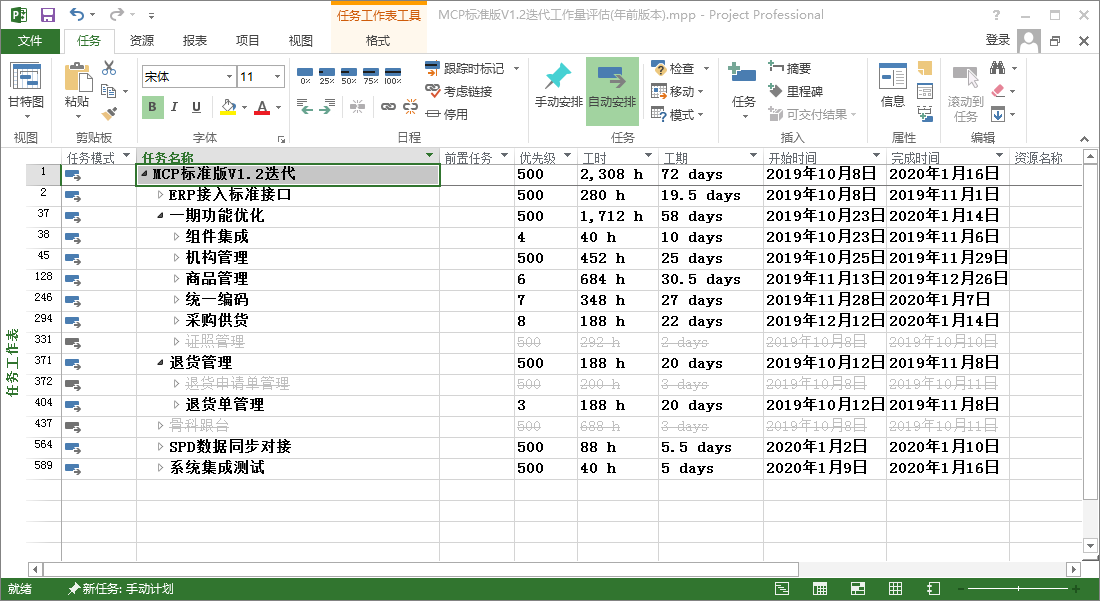 任务工作表工具 MCP标准版V1.2迭代工作量评估(年前版本).mpp - Project Professional
文件 任务 资源 报表 项目 视图 格式 登录
甘特图 粘贴 宋体 11 0% 25% 50% 75% 100% 跟踪时标记 手动安排 自动安排 检查 任务 摘要 信息 滚动到任务
B I U A 考虑链接 移动 里程碑
停用 模式 可交付结果
视图 剪贴板 字体 日程 任务 插入 属性 编辑
任务模式 任务名称 前置任务 优先级 工时 工期 开始时间 完成时间 资源名称
1 MCP标准版V1.2迭代 500 2,308 h 72 days 2019年10月8日 2020年1月16日
2 ERP接入标准接口 500 280 h 19.5 days 2019年10月8日 2019年11月1日
37 一期功能优化 500 1,712 h 58 days 2019年10月23日 2020年1月14日
38 组件集成 4 40 h 10 days 2019年10月23日 2019年11月6日
45 机构管理 500 452 h 25 days 2019年10月25日 2019年11月29日
128 商品管理 6 684 h 30.5 days 2019年11月13日 2019年12月26日
246 统一编码 7 348 h 27 days 2019年11月28日 2020年1月7日
294 采购供货 8 188 h 22 days 2019年12月12日 2020年1月14日
331 证照管理 500 292 h 2 days 2019年10月8日 2019年10月10日
371 退货管理 500 188 h 20 days 2019年10月12日 2019年11月8日
372 退货申请单管理 500 200 h 3 days 2019年10月8日 2019年10月11日
404 退货单管理 3 188 h 20 days 2019年10月12日 2019年11月8日
437 骨科跟台 500 688 h 3 days 2019年10月8日 2019年10月11日
564 SPD数据同步对接 500 88 h 5.5 days 2020年1月2日 2020年1月10日
589 系统集成测试 500 40 h 5 days 2020年1月9日 2020年1月16日
任务工作表
就绪 新任务: 手动计划